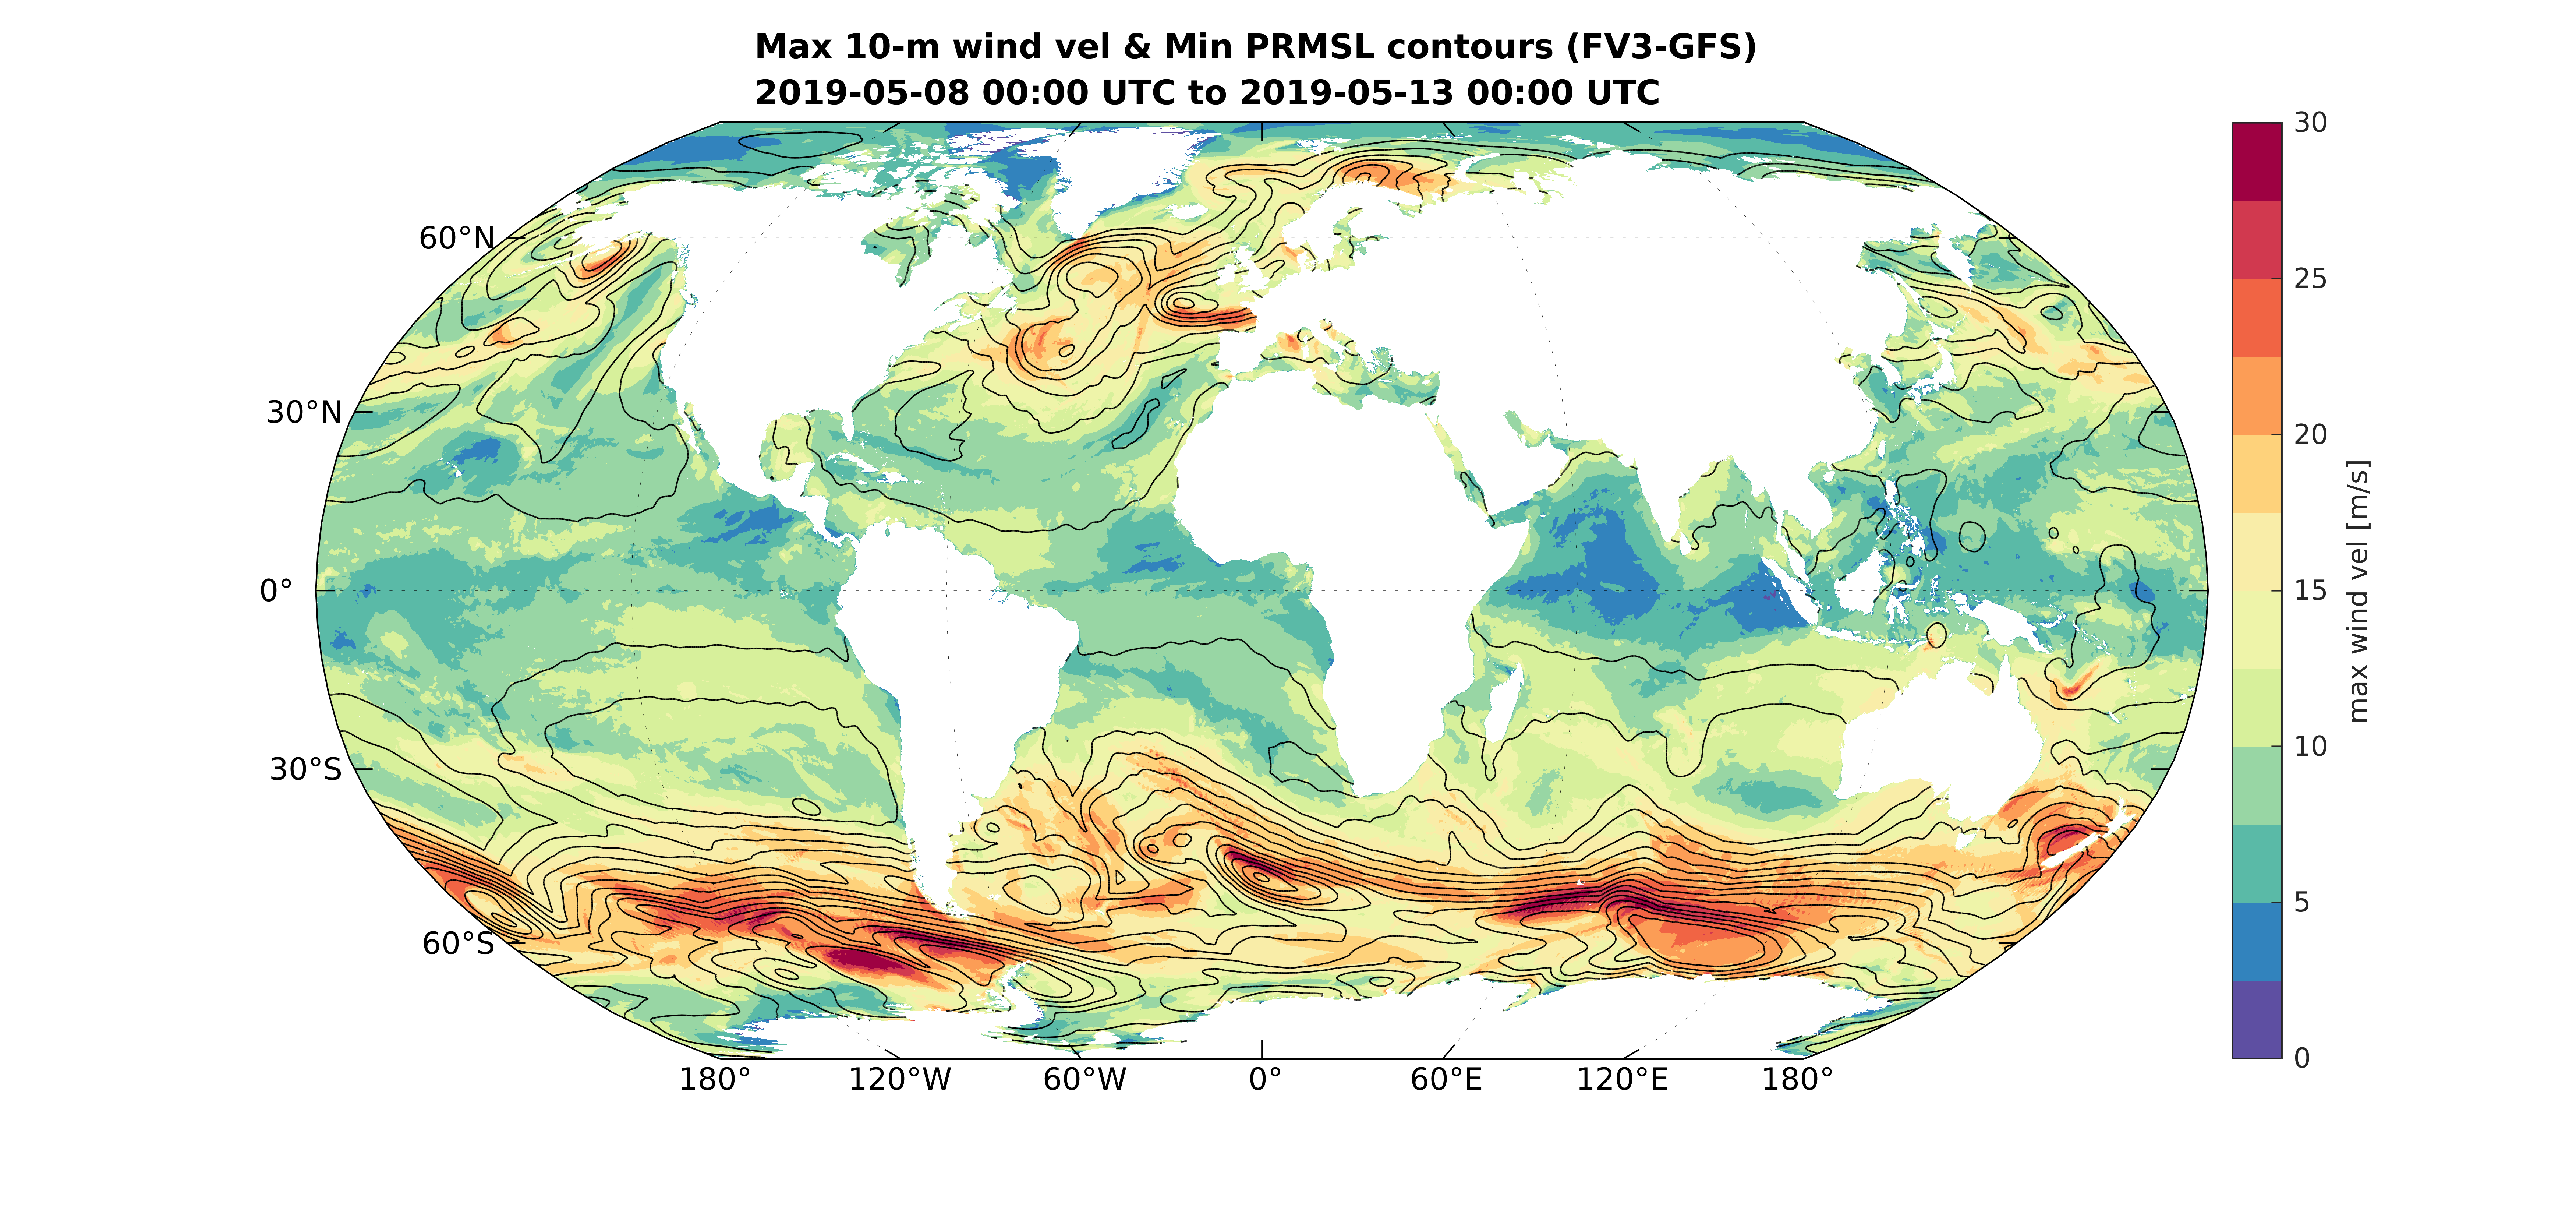 Max 10-m wind vel & Min PRMSL contours (FV3-GFS)
2019-05-08 00:00 UTC to 2019-05-13 00:00 UTC
60°N
30°N
0°
30°S
60°S
180°
120°W
60°W
0°
60°E
120°E
180°
30
25
20
15
10
5
0
max wind vel [m/s]